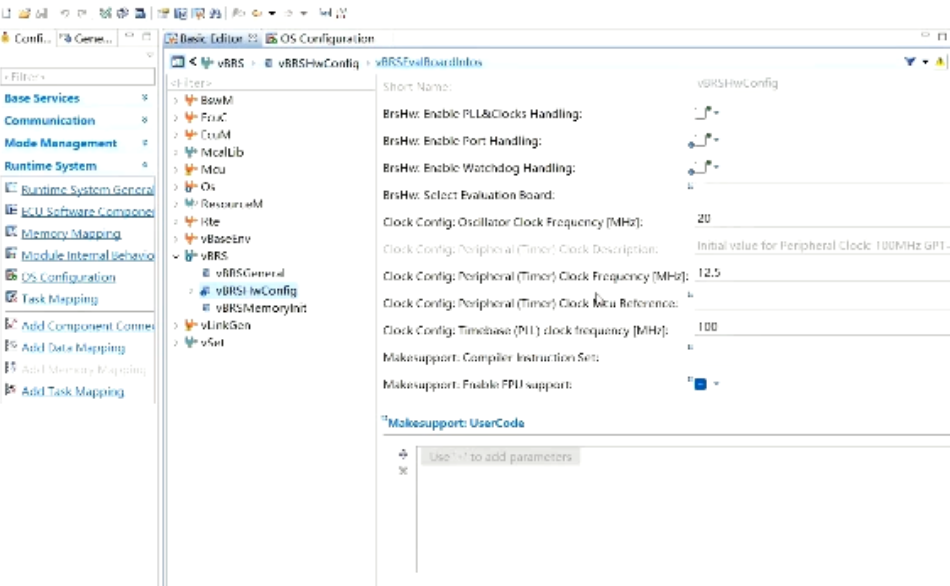 Confi...
Gene...
Basic Editor
OS Configuration
<Filter>
Base Services
Communication
Mode Management
Runtime System
Runtime System General
ECU Software Componen
Memory Mapping
Module Internal Behavio
OS Configuration
Task Mapping
Add Component Connec
Add Data Mapping
Add Memory Mapping
Add Task Mapping
< vBRS › vBRSHwConfig › vBRSEvalBoardInfos
<Filter>
BswM
EcuC
EcuM
McalLib
Mcu
Os
ResourceM
Rte
vBaseEnv
vBRS
vBRSGeneral
vBRSHwConfig
vBRSMemoryInit
vLinkGen
vSet
Short Name: vBRSHwConfig
BrsHw: Enable PLL&Clocks Handling:
BrsHw: Enable Port Handling:
BrsHw: Enable Watchdog Handling:
BrsHw: Select Evaluation Board:
Clock Config: Oscillator Clock Frequency [MHz]: 20
Clock Config: Peripheral (Timer) Clock Description: Initial value for Peripheral Clock: 100MHz GPT-
Clock Config: Peripheral (Timer) Clock Frequency [MHz]: 12.5
Clock Config: Peripheral (Timer) Clock Mcu Reference:
Clock Config: Timebase (PLL) clock frequency [MHz]: 100
Makesupport: Compiler Instruction Set:
Makesupport: Enable FPU support:
Makesupport: UserCode
Use '+' to add parameters